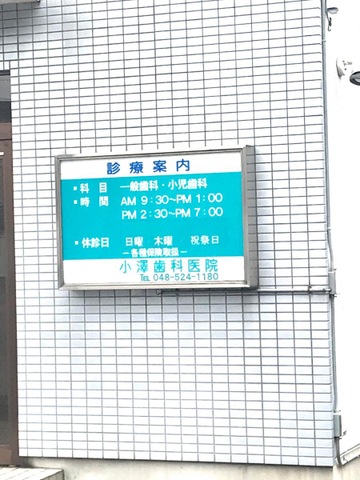 診療案内
▪科目 一般歯科・小児歯科
▪時間 AM 9:30～PM 1:00
PM 2:30～PM 7:00
▪休診日 日曜 木曜 祝祭日
―各種保険取扱―
小澤歯科医院
TEL 048-524-1180